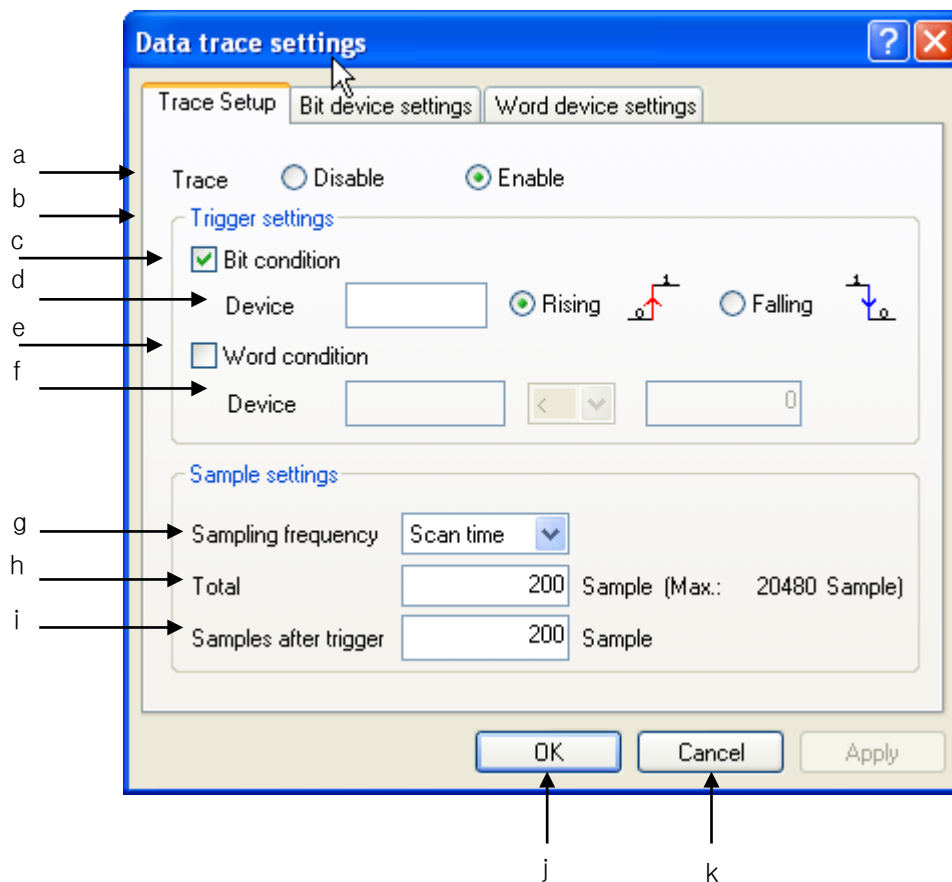 Data trace settings
Trace Setup Bit device settings Word device settings
a
Trace Disable Enable
b
Trigger settings
c
Bit condition
d
Device Rising 0 1 Falling 1 0
e
Word condition
f
Device < 0
Sample settings
g
Sampling frequency Scan time
h
Total 200 Sample (Max.: 20480 Sample)
i
Samples after trigger 200 Sample
OK Cancel Apply
j k